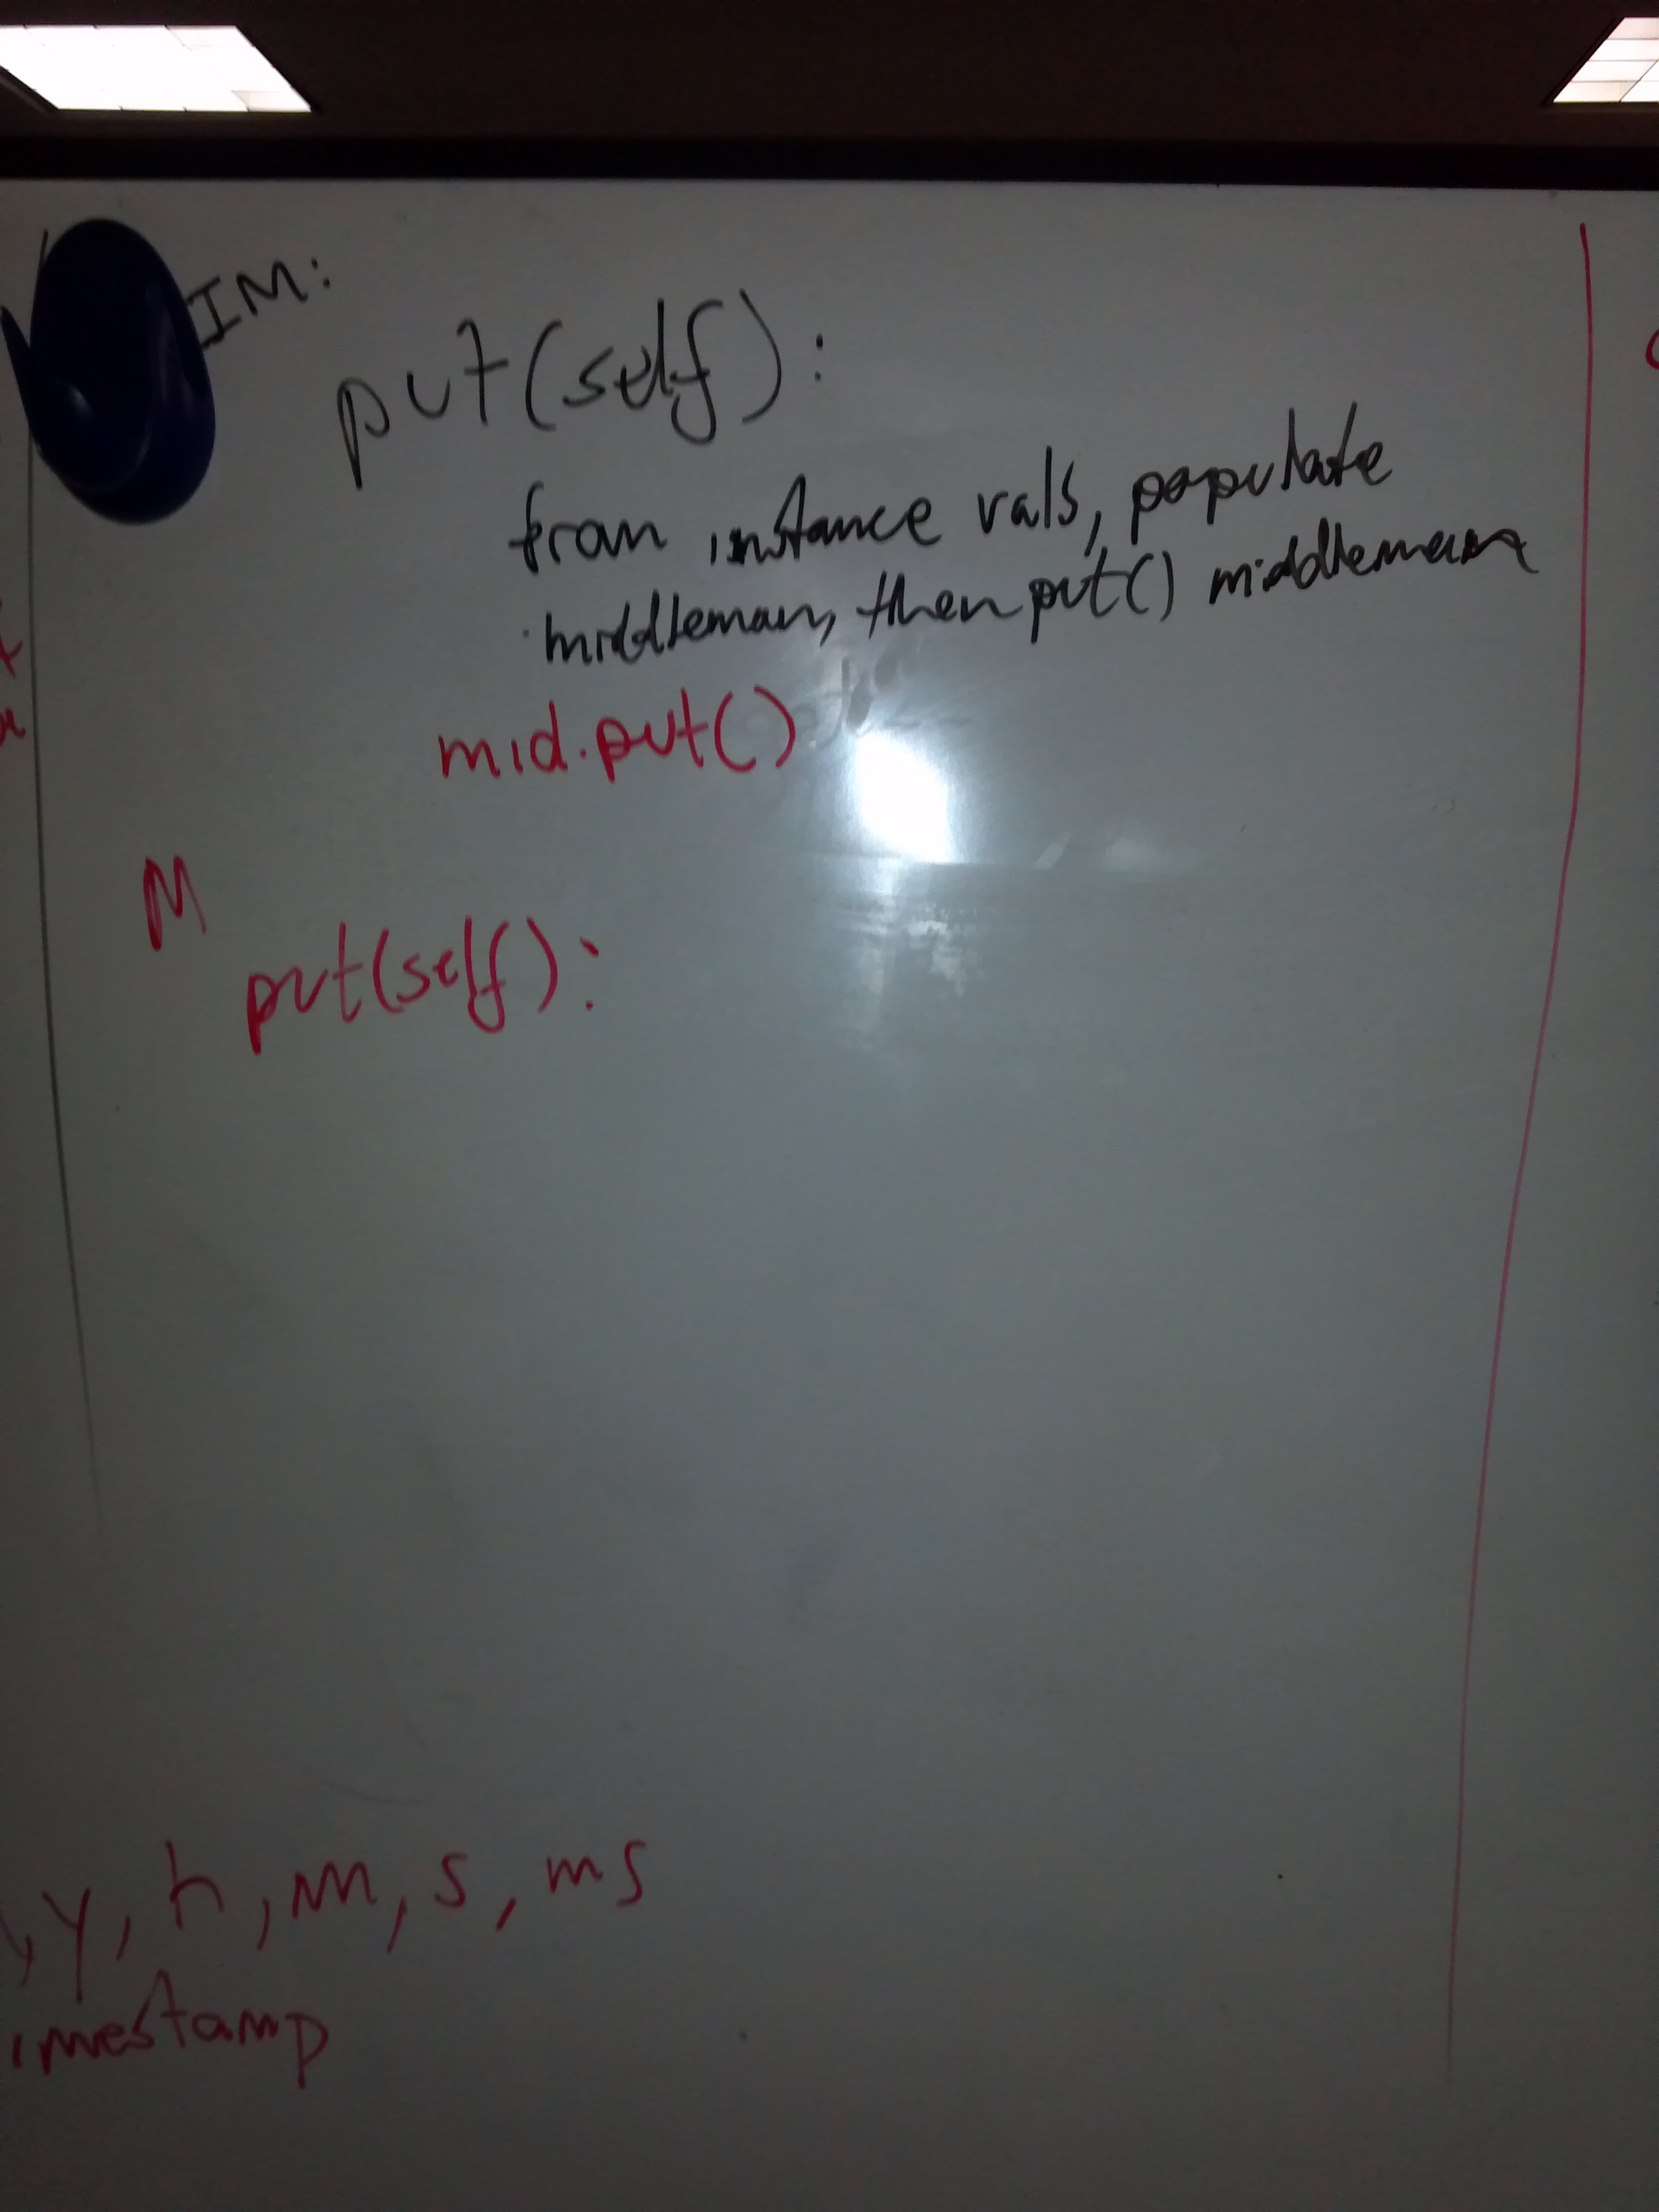 IM:
put(self):
from instance vals, populate
middleman, then put() middleman
mid.put()
M
put(self):
, y, h, m, s, ms
imestamp